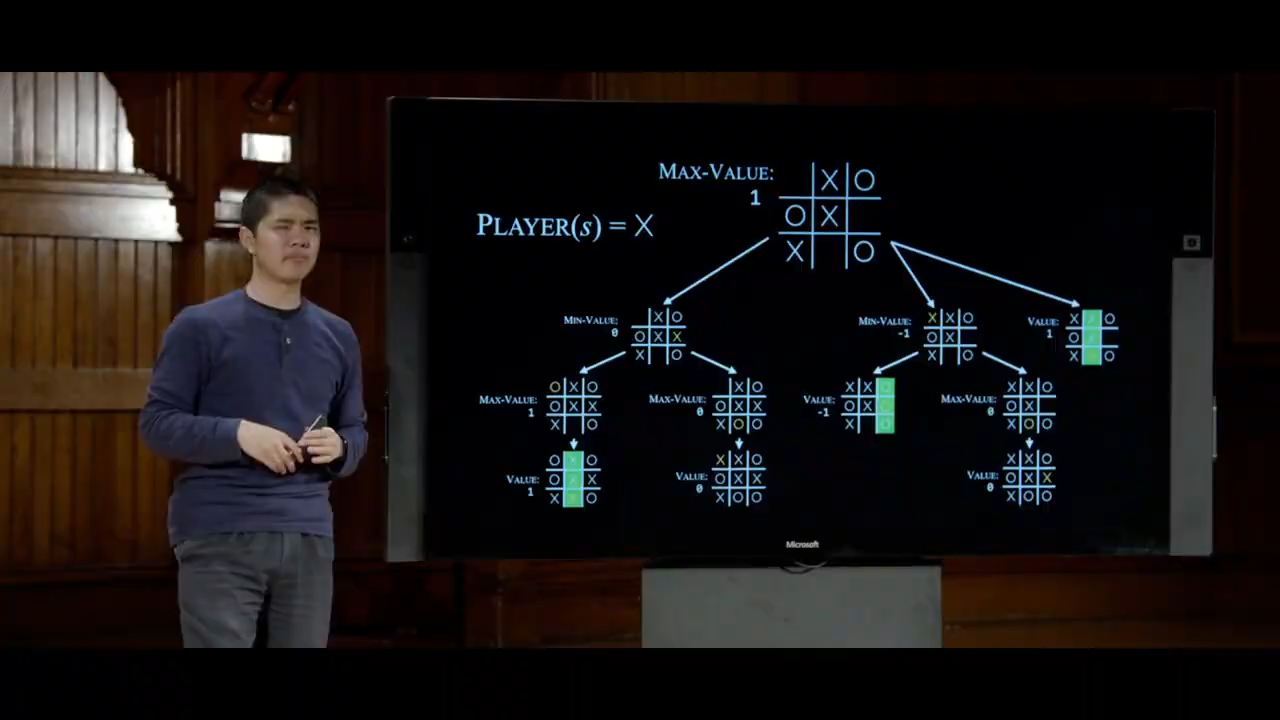 MAX-VALUE:
1
X O
O X
X O
PLAYER(s) = X
MIN-VALUE:
0
X O
O X X
X O
MIN-VALUE:
-1
X X O
O X
X O
VALUE:
1
X X O
O X
X X O
MAX-VALUE:
1
O X O
O X X
X O
MAX-VALUE:
0
X O
O X X
X O O
VALUE:
-1
X X O
O X O
X O
MAX-VALUE:
0
X X O
O X
X O O
VALUE:
1
O X O
O X X
X X O
VALUE:
0
X X O
O X X
X O O
VALUE:
0
X X O
O X X
X O O
Microsoft